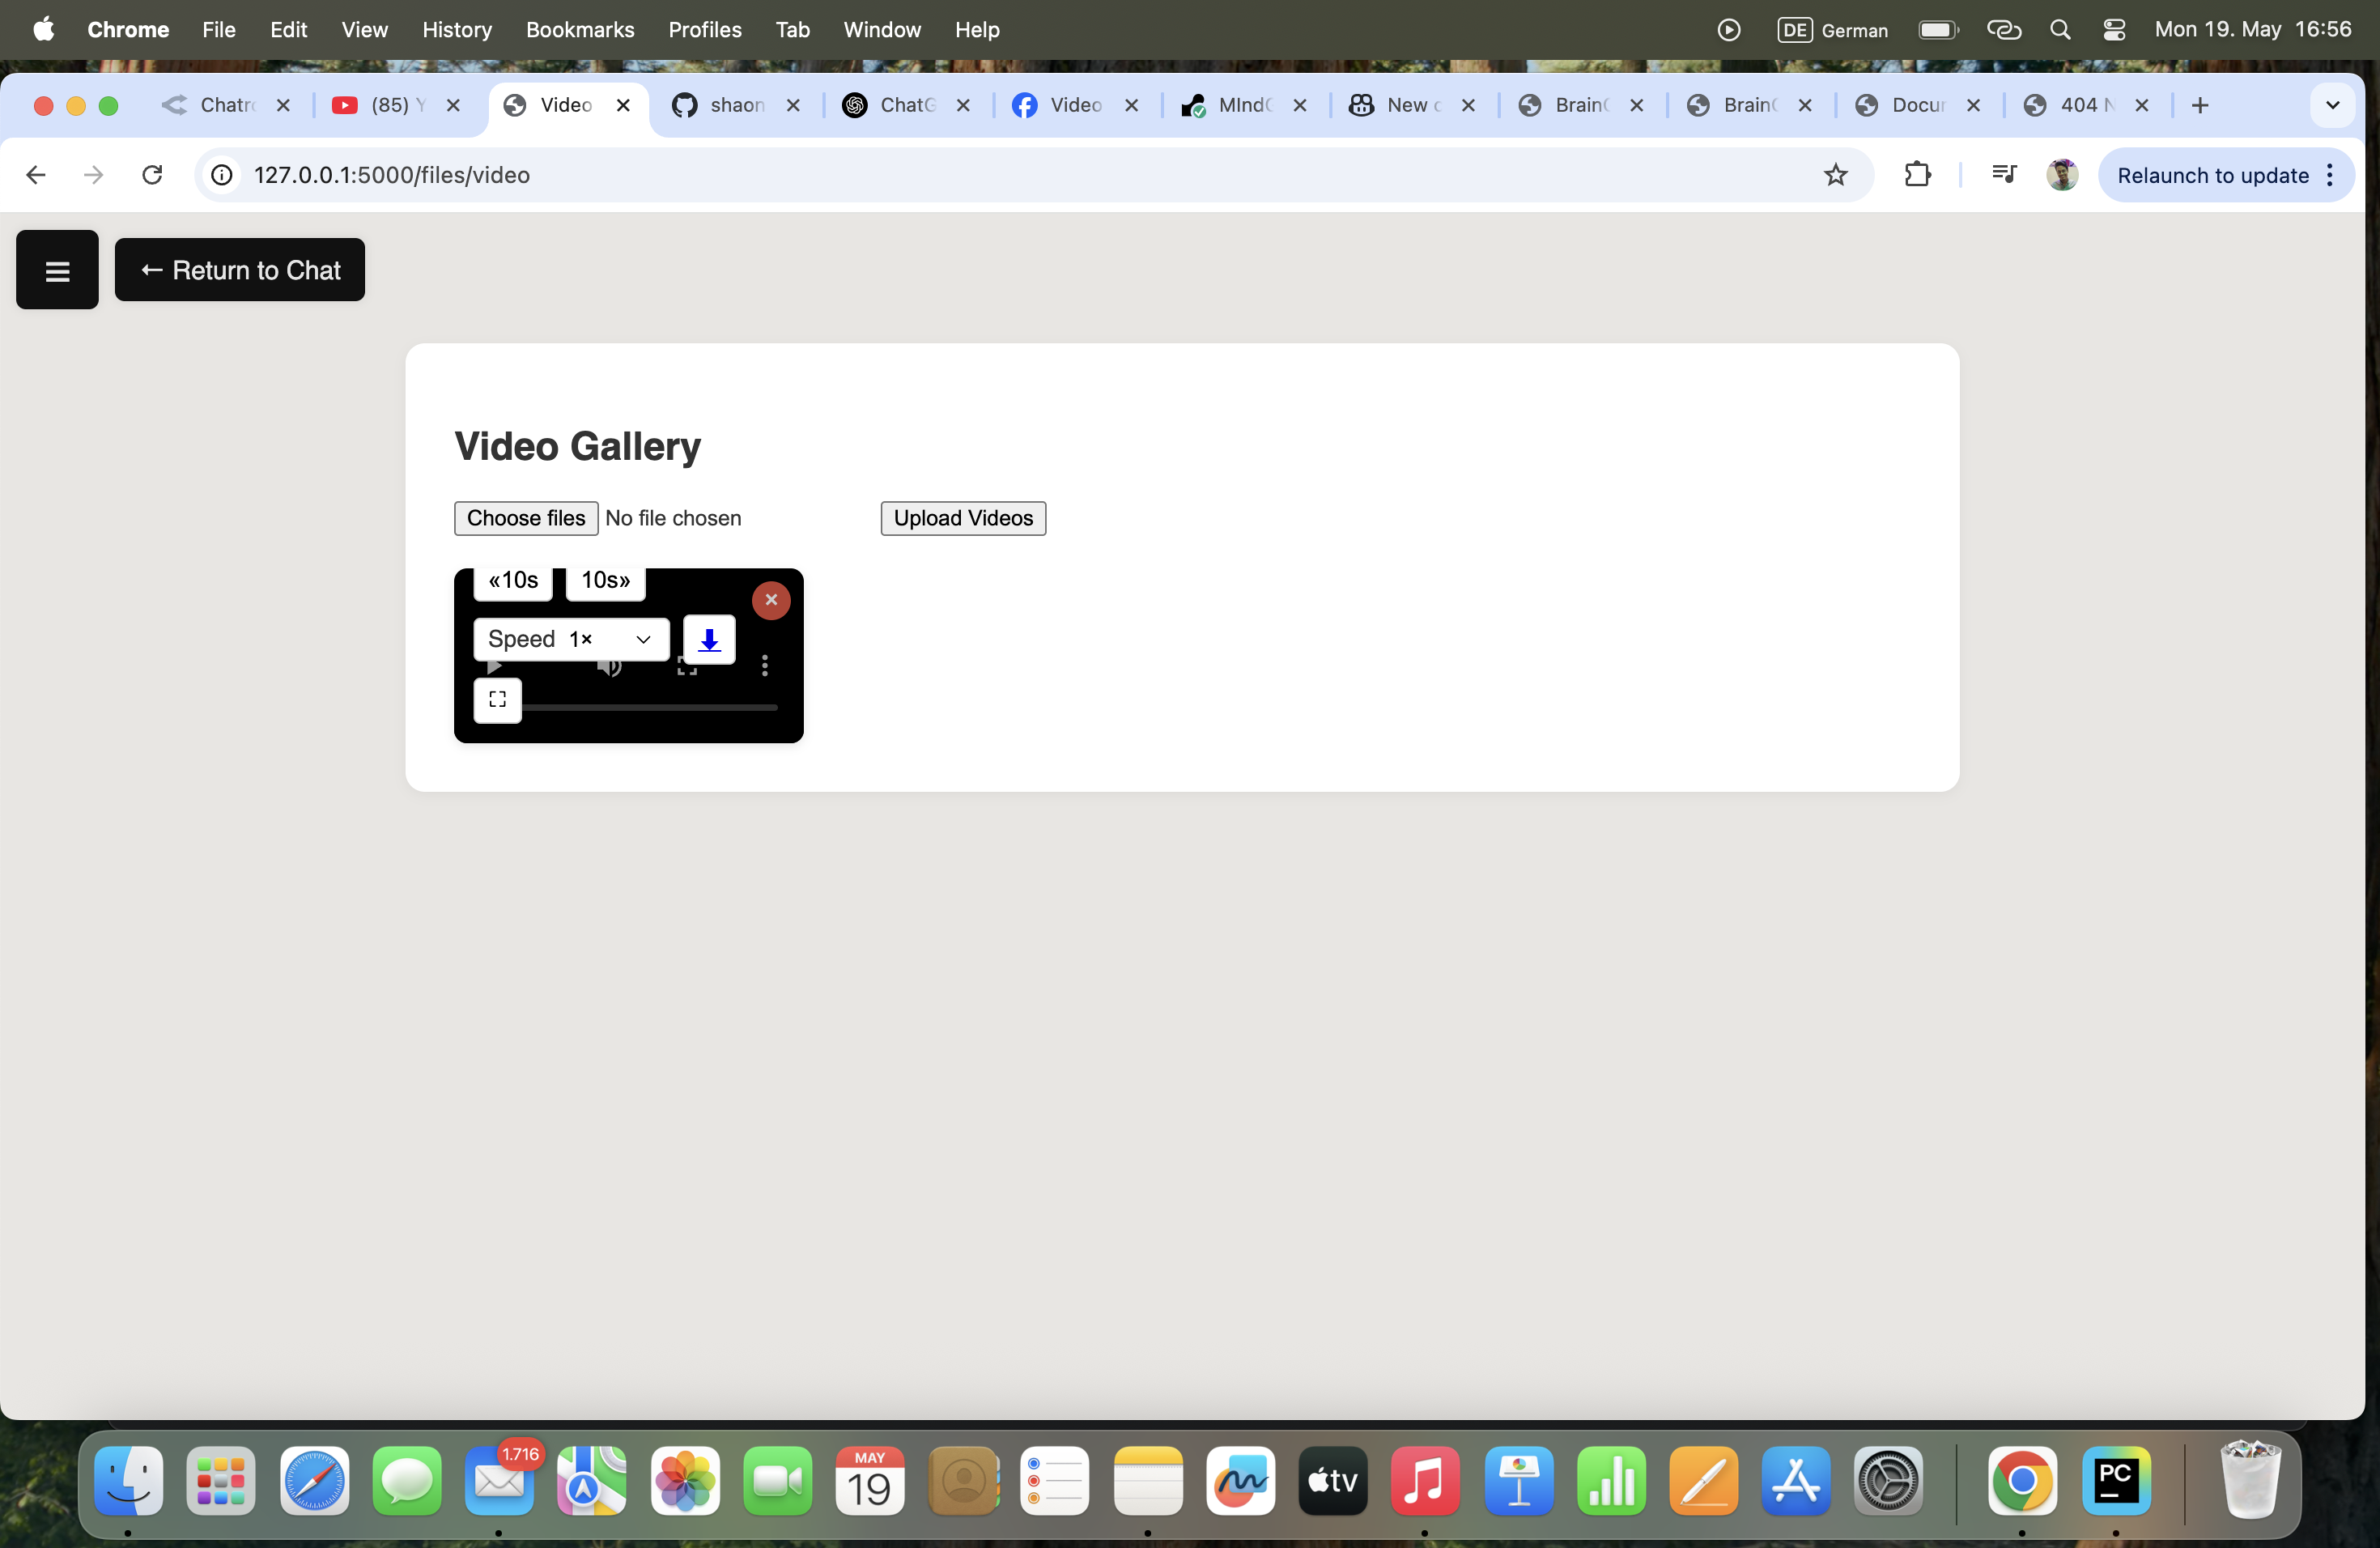 Chrome File Edit View History Bookmarks Profiles Tab Window Help DE German Mon 19. May 16:56
Chatr (85) Y Video shaon ChatG Video MIndC New c BrainC BrainC Docur 404 N
127.0.0.1:5000/files/video Relaunch to update
← Return to Chat
Video Gallery
Choose files No file chosen Upload Videos
«10s 10s»
Speed 1×
1.716
MAY
19
tv
PC